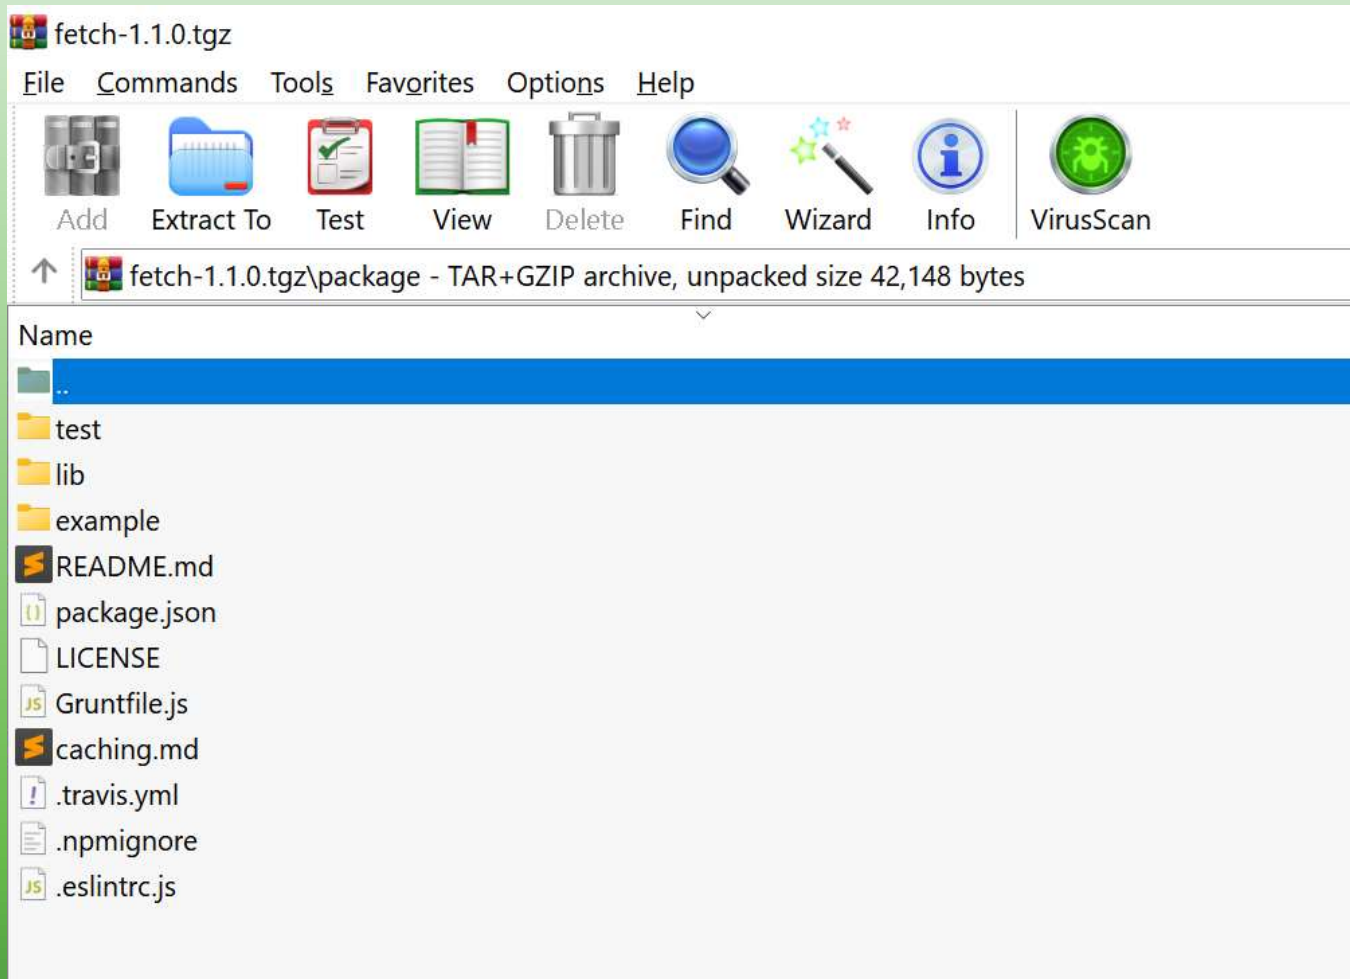 fetch-1.1.0.tgz
File Commands Tools Favorites Options Help
Add Extract To Test View Delete Find Wizard Info VirusScan
fetch-1.1.0.tgz\package - TAR+GZIP archive, unpacked size 42,148 bytes
Name
..
test
lib
example
README.md
package.json
LICENSE
Gruntfile.js
caching.md
.travis.yml
.npmignore
.eslintrc.js